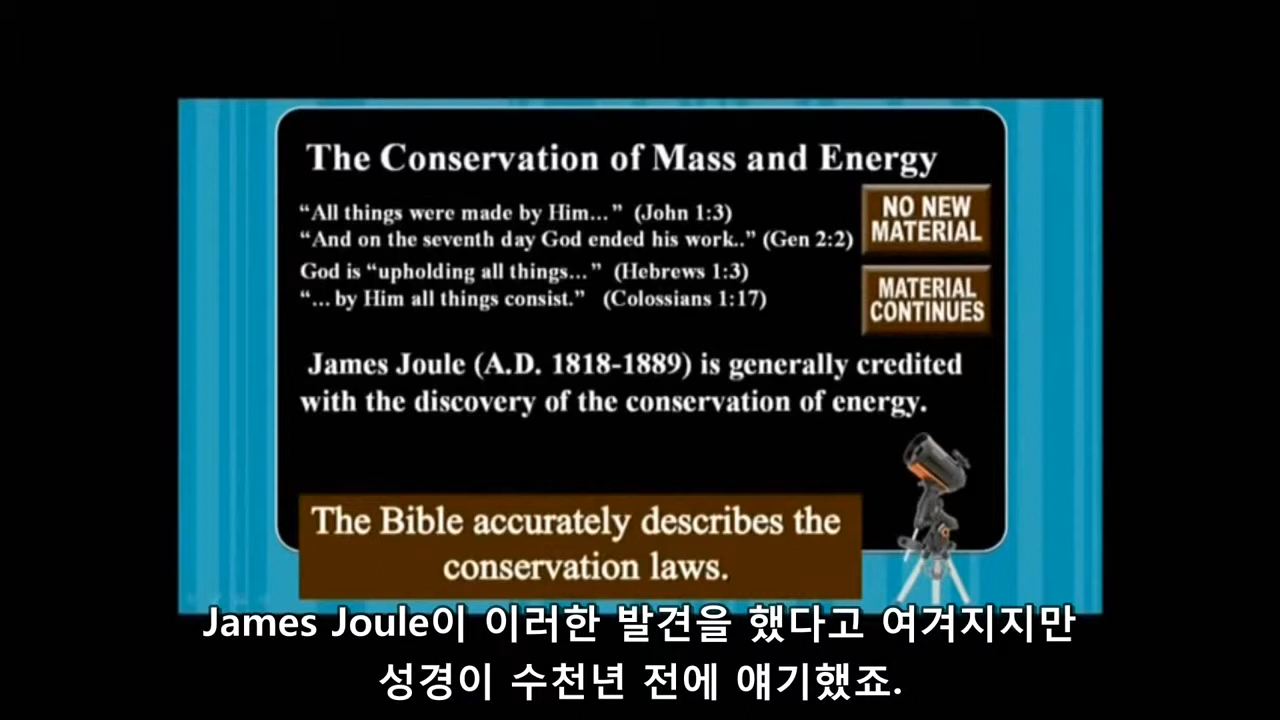 The Conservation of Mass and Energy
“All things were made by Him...” (John 1:3)
“And on the seventh day God ended his work..” (Gen 2:2)
NO NEW
MATERIAL
God is “upholding all things...” (Hebrews 1:3)
“... by Him all things consist.” (Colossians 1:17)
MATERIAL
CONTINUES
James Joule (A.D. 1818-1889) is generally credited
with the discovery of the conservation of energy.
The Bible accurately describes the
conservation laws.
James Joule이 이러한 발견을 했다고 여겨지지만
성경이 수천년 전에 얘기했죠.